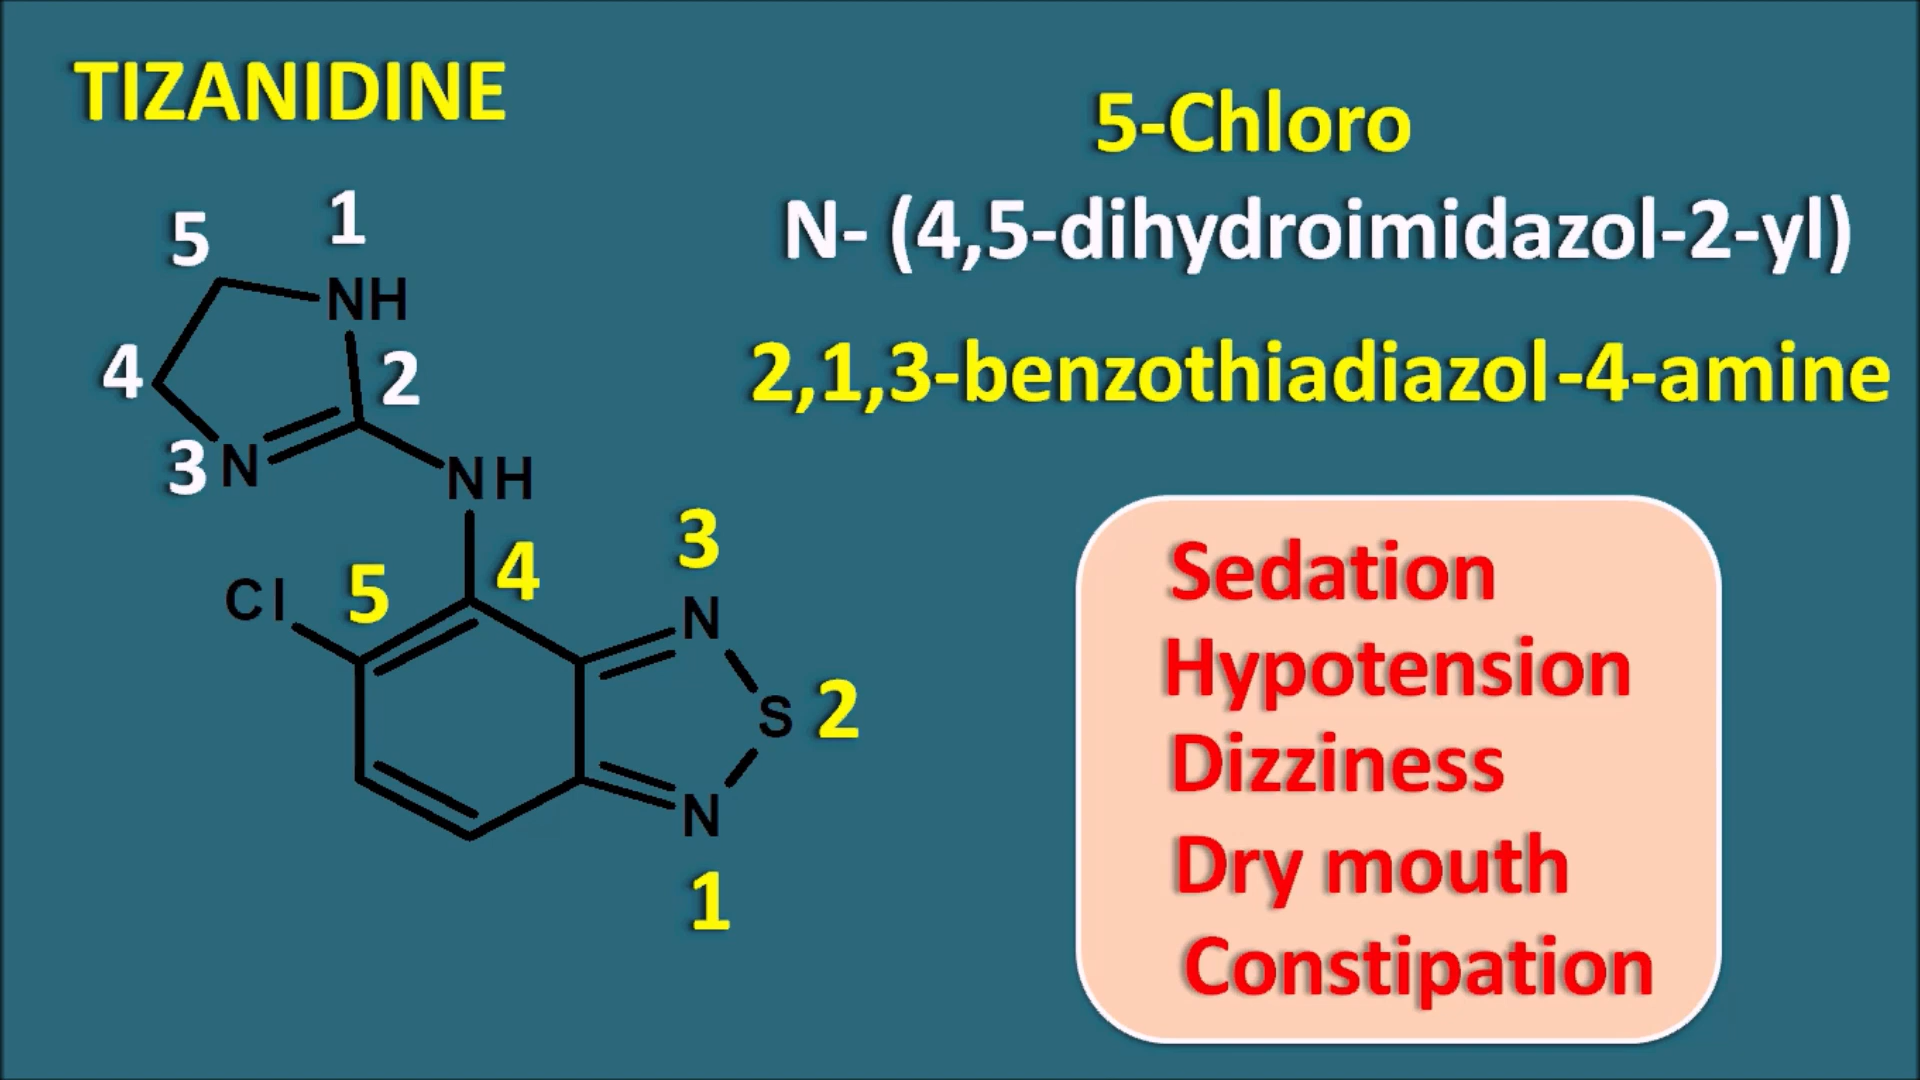 TIZANIDINE
5-Chloro
N- (4,5-dihydroimidazol-2-yl)
2,1,3-benzothiadiazol-4-amine
5 1
NH
4 2
3 N
NH
3
5 4
Cl N
S 2
N
1
Sedation
Hypotension
Dizziness
Dry mouth
Constipation